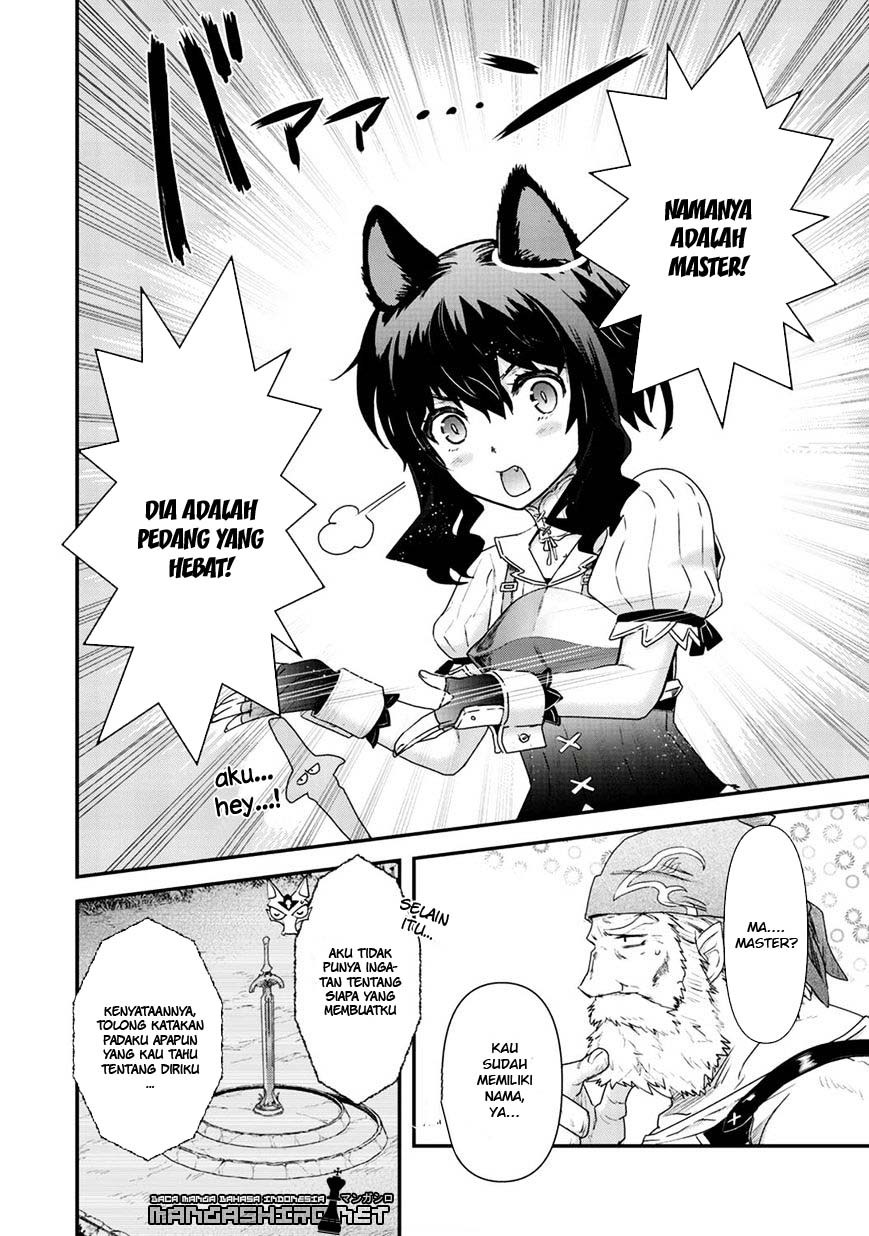 バァァ…ン
NAMANYA
ADALAH
MASTER!
DIA ADALAH
PEDANG YANG
HEBAT!
aku...
hey...!
MA....
MASTER?
KAU
SUDAH
MEMILIKI
NAMA,
YA...
SELAIN
ITU...
AKU TIDAK
PUNYA INGA-
TAN TENTANG
SIAPA YANG
MEMBUATKU
KENYATAANNYA,
TOLONG KATAKAN
PADAKU APAPUN
YANG KAU TAHU
TENTANG DIRIKU
...
BACA MANGA BAHASA INDONESIA マンガシロ
MANGASHIRO.NET